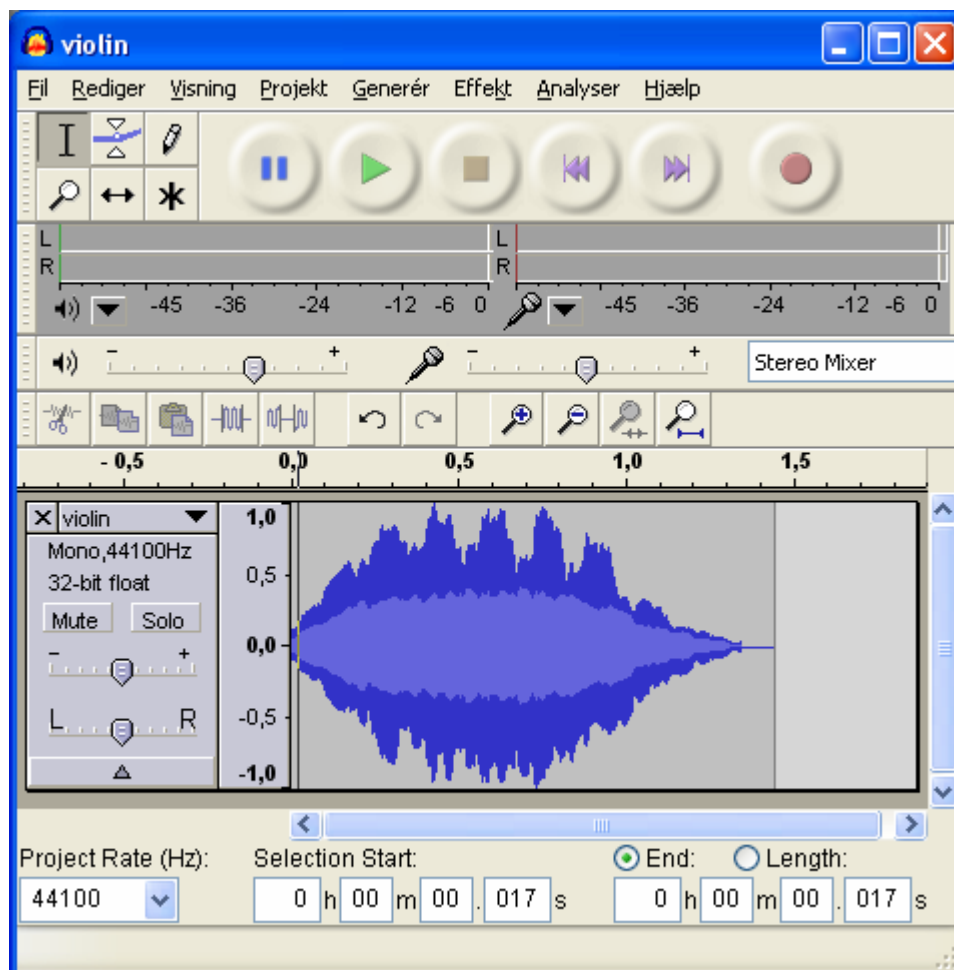 violin
Fil Rediger Visning Projekt Generér Effekt Analyser Hjælp
L L
R R
-45 -36 -24 -12 -6 0 -45 -36 -24 -12 -6 0
- + - + Stereo Mixer
- 0,5 0,0 0,5 1,0 1,5
X violin 1,0
Mono,44100Hz
32-bit float 0,5
Mute Solo
- + 0,0
L R -0,5
-1,0
Project Rate (Hz): Selection Start: End: Length:
44100 0 h 00 m 00 . 017 s 0 h 00 m 00 . 017 s